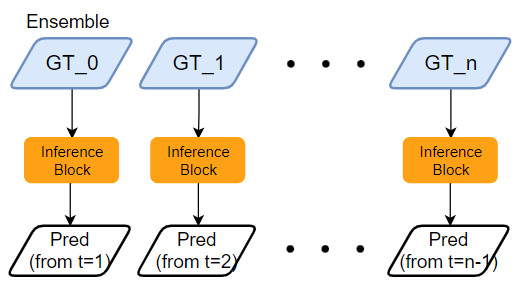 Ensemble
GT_0 GT_1 GT_n
Inference Inference Inference
Block Block Block
Pred Pred Pred
(from t=1) (from t=2) (from t=n-1)